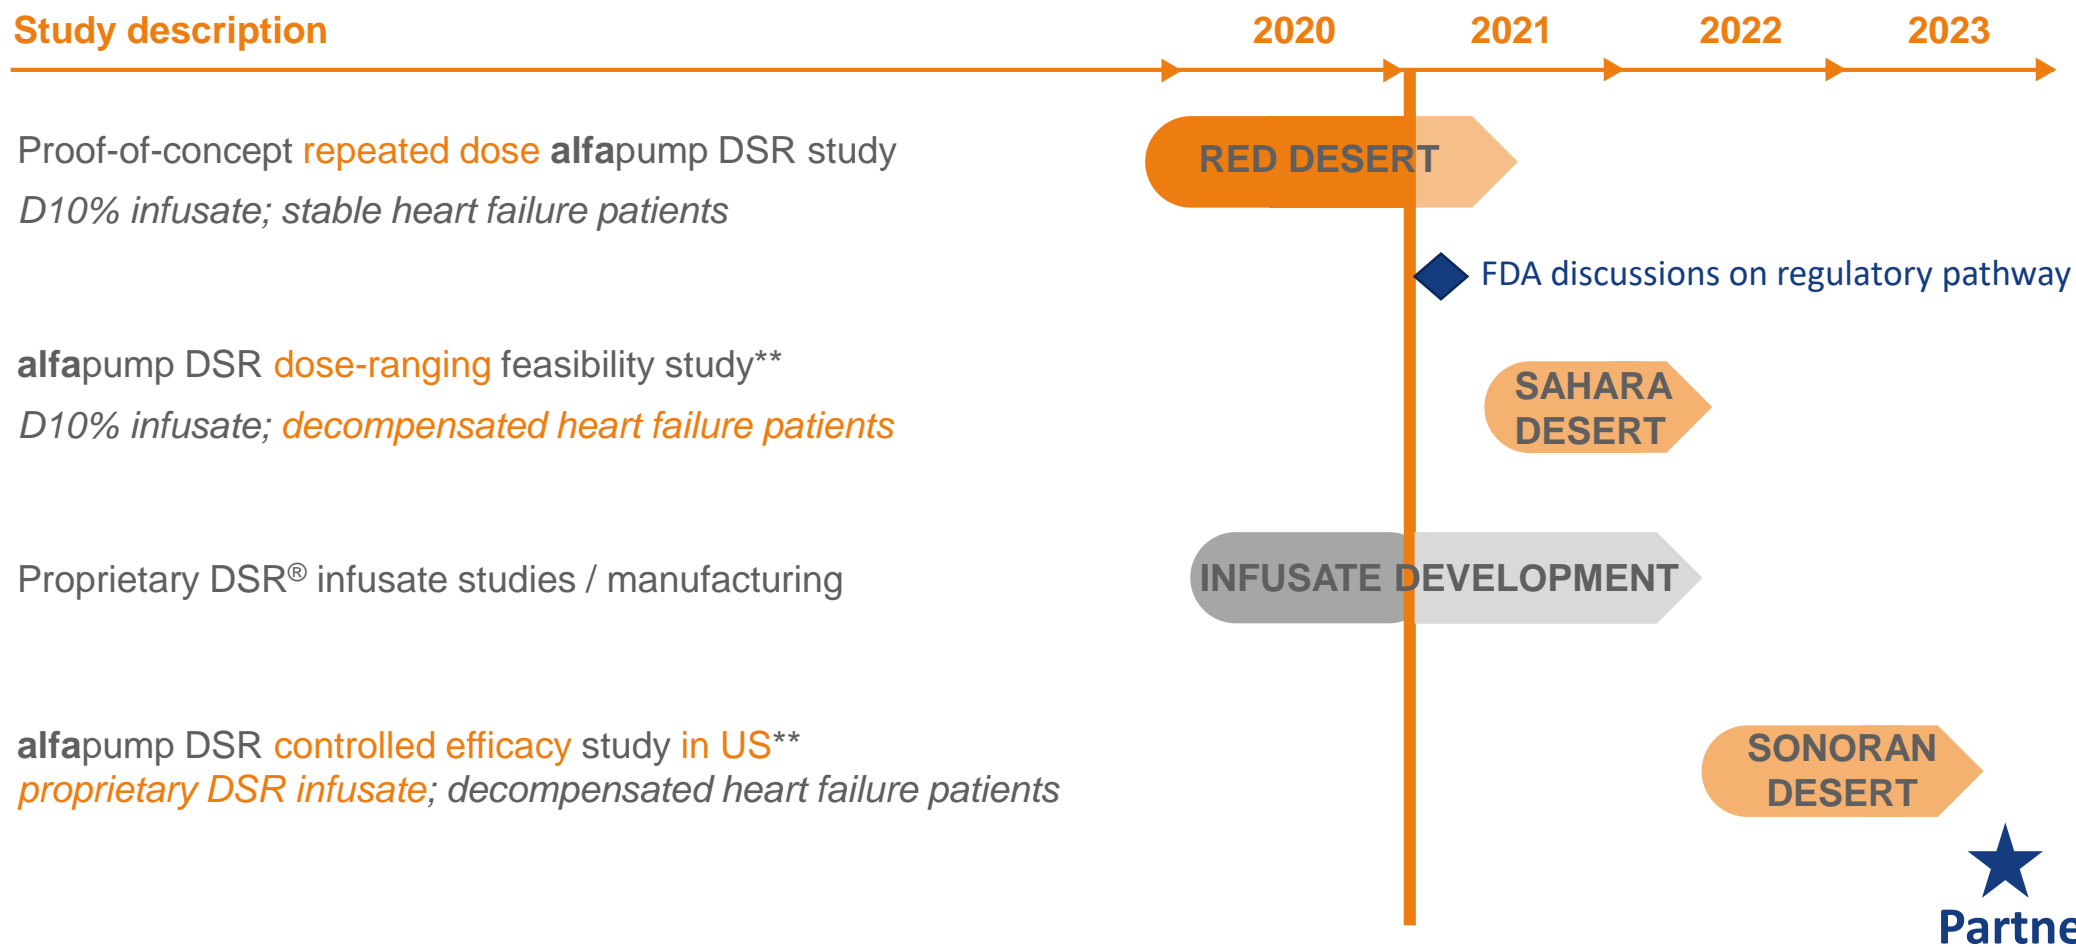 Study description 2020 2021 2022 2023
Proof-of-concept repeated dose alfapump DSR study
D10% infusate; stable heart failure patients
RED DESERT
FDA discussions on regulatory pathway
alfapump DSR dose-ranging feasibility study**
D10% infusate; decompensated heart failure patients
SAHARA
DESERT
Proprietary DSR® infusate studies / manufacturing
INFUSATE DEVELOPMENT
alfapump DSR controlled efficacy study in US**
proprietary DSR infusate; decompensated heart failure patients
SONORAN
DESERT
Partne